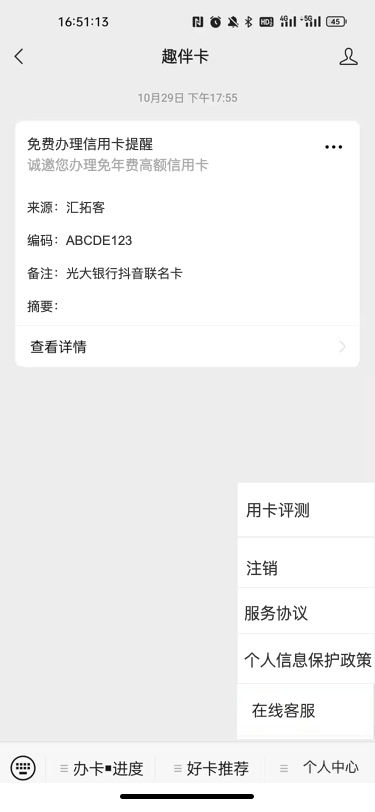 16:51:13
HD2 4G 5G 45
趣伴卡
10月29日 下午17:55
免费办理信用卡提醒
诚邀您办理免年费高额信用卡
来源：汇拓客
编码：ABCDE123
备注：光大银行抖音联名卡
摘要：
查看详情
用卡评测
注销
服务协议
个人信息保护政策
在线客服
办卡■进度
好卡推荐
个人中心